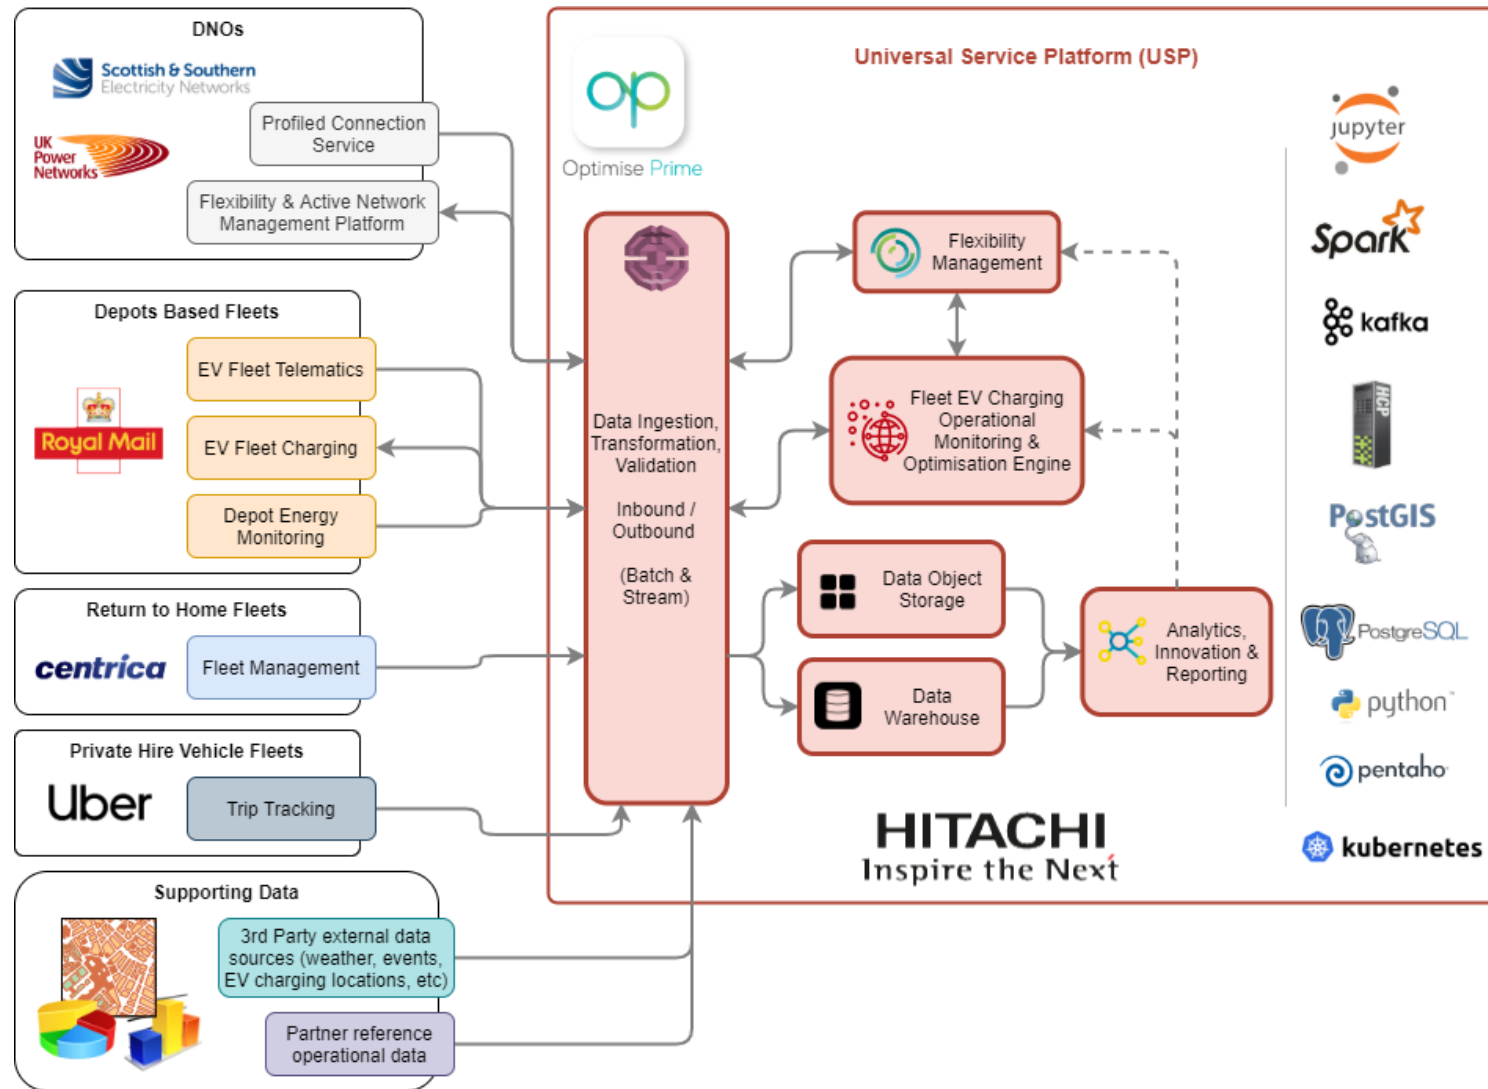 DNOs
Scottish & Southern
Electricity Networks
UK
Power
Networks
Profiled Connection
Service
Flexibility & Active Network
Management Platform
Depots Based Fleets
Royal Mail
EV Fleet Telematics
EV Fleet Charging
Depot Energy
Monitoring
Return to Home Fleets
centrica
Fleet Management
Private Hire Vehicle Fleets
Uber
Trip Tracking
Supporting Data
3rd Party external data
sources (weather, events,
EV charging locations, etc)
Partner reference
operational data
Universal Service Platform (USP)
op
Optimise Prime
Data Ingestion,
Transformation,
Validation
Inbound /
Outbound
(Batch &
Stream)
Flexibility
Management
Fleet EV Charging
Operational
Monitoring &
Optimisation Engine
Data Object
Storage
Data
Warehouse
Analytics,
Innovation &
Reporting
HITACHI
Inspire the Next
jupyter
Spark
kafka
HCP
PostGIS
PostgreSQL
python™
pentaho
kubernetes